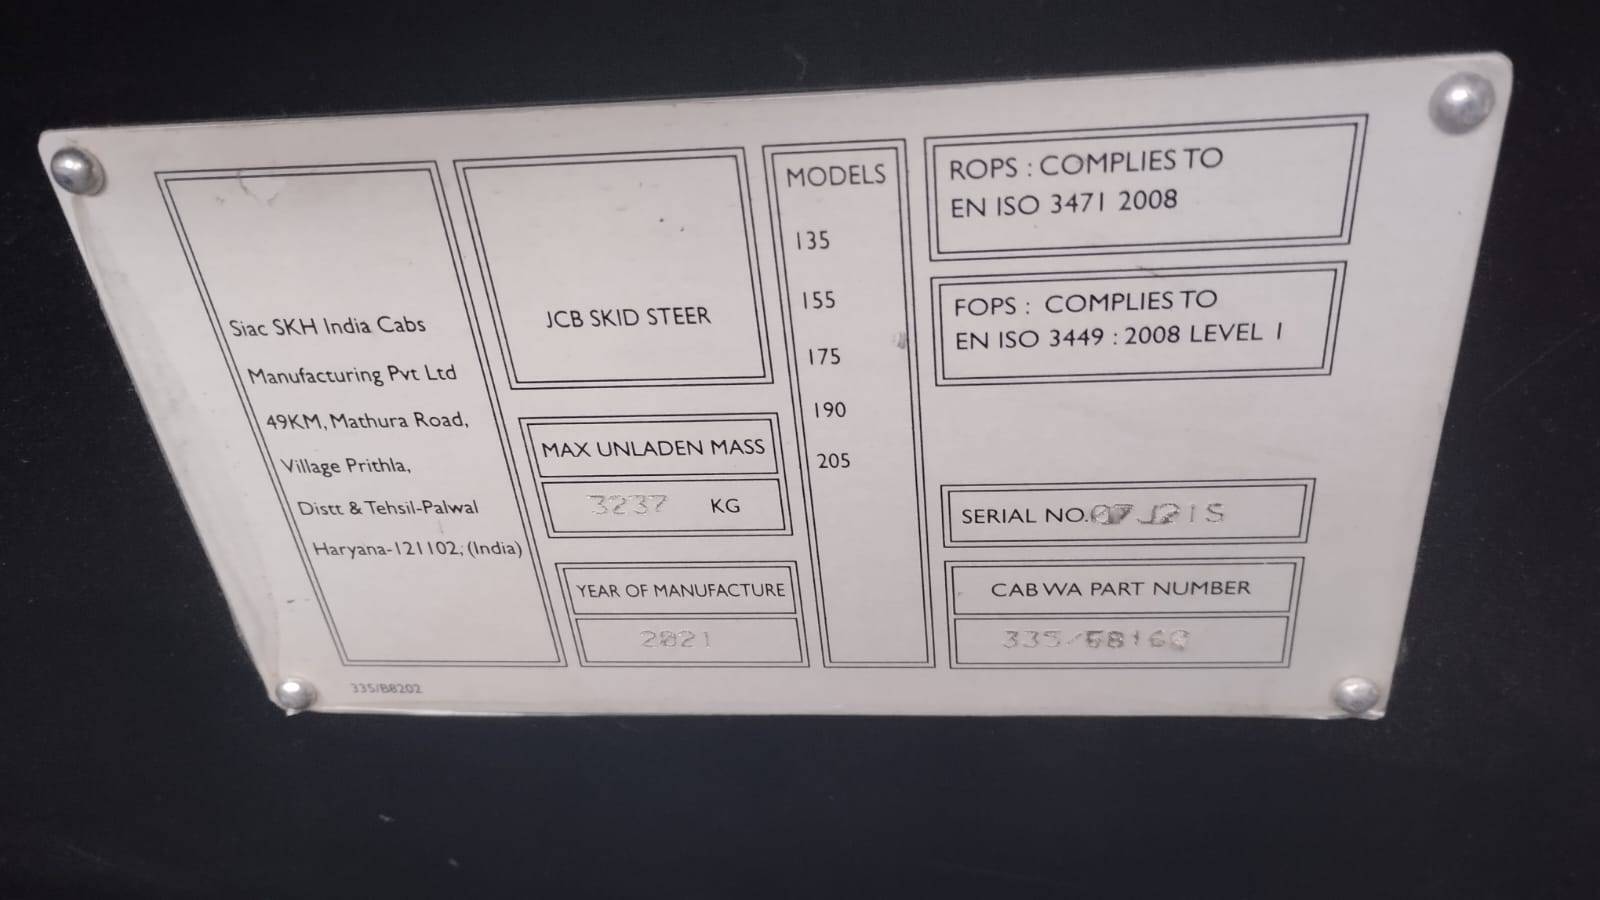 Siac SKH India Cabs
Manufacturing Pvt Ltd
49KM, Mathura Road,
Village Prithla,
Distt & Tehsil-Palwal
Haryana-121102, (India)
JCB SKID STEER
MAX UNLADEN MASS
3237 KG
YEAR OF MANUFACTURE
2021
MODELS
135
155
175
190
205
ROPS : COMPLIES TO
EN ISO 3471 2008
FOPS : COMPLIES TO
EN ISO 3449 : 2008 LEVEL 1
SERIAL NO.
CAB WA PART NUMBER
335/B8202